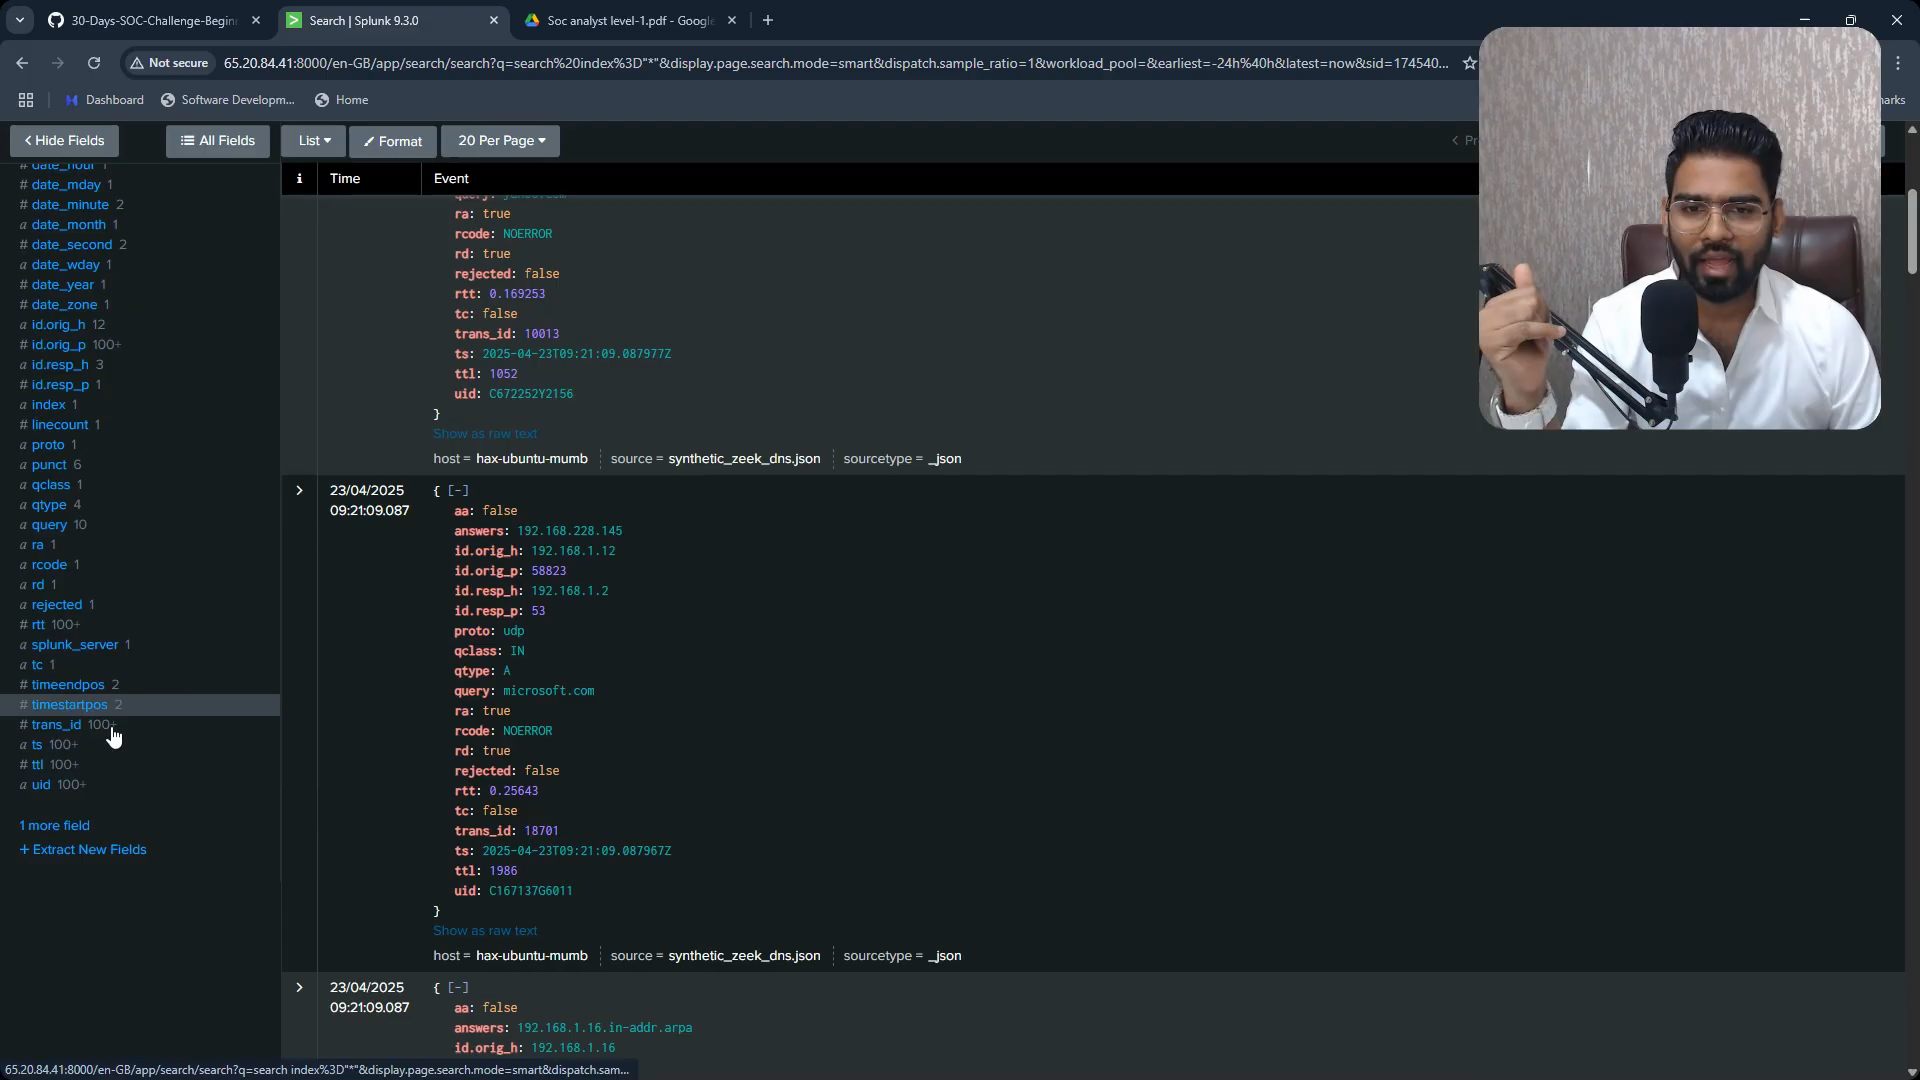 30-Days-SOC-Challenge-Begin
Search | Splunk 9.3.0
Soc analyst level-1.pdf - Google
Not secure
65.20.84.41:8000/en-GB/app/search/search?q=search%20index%3D"*"&display.page.search.mode=smart&dispatch.sample_ratio=1&workload_pool=&earliest=-24h%40h&latest=now&sid=174540...
Dashboard
Software Developm...
Home
arks
Hide Fields
All Fields
List
Format
20 Per Page
< Pr
# date_hour 1
# date_mday 1
# date_minute 2
a date_month 1
# date_second 2
a date_wday 1
# date_year 1
# date_zone 1
a id.orig_h 12
# id.orig_p 100+
a id.resp_h 3
# id.resp_p 1
a index 1
# linecount 1
a proto 1
a punct 6
a qclass 1
a qtype 4
a query 10
a ra 1
a rcode 1
a rd 1
a rejected 1
# rtt 100+
a splunk_server 1
a tc 1
# timeendpos 2
# timestartpos 2
# trans_id 100+
a ts 100+
# ttl 100+
a uid 100+
1 more field
+ Extract New Fields
i Time Event
ra: true
rcode: NOERROR
rd: true
rejected: false
rtt: 0.169253
tc: false
trans_id: 10013
ts: 2025-04-23T09:21:09.087977Z
ttl: 1052
uid: C672252Y2156
}
Show as raw text
host = hax-ubuntu-mumb source = synthetic_zeek_dns.json sourcetype = _json
23/04/2025
09:21:09.087
{ [-]
aa: false
answers: 192.168.228.145
id.orig_h: 192.168.1.12
id.orig_p: 58823
id.resp_h: 192.168.1.2
id.resp_p: 53
proto: udp
qclass: IN
qtype: A
query: microsoft.com
ra: true
rcode: NOERROR
rd: true
rejected: false
rtt: 0.25643
tc: false
trans_id: 18701
ts: 2025-04-23T09:21:09.087967Z
ttl: 1986
uid: C167137G6011
}
Show as raw text
host = hax-ubuntu-mumb source = synthetic_zeek_dns.json sourcetype = _json
23/04/2025
09:21:09.087
{ [-]
aa: false
answers: 192.168.1.16.in-addr.arpa
id.orig_h: 192.168.1.16
65.20.84.41:8000/en-GB/app/search/search?q=search index%3D"*"&display.page.search.mode=smart&dispatch.sam...